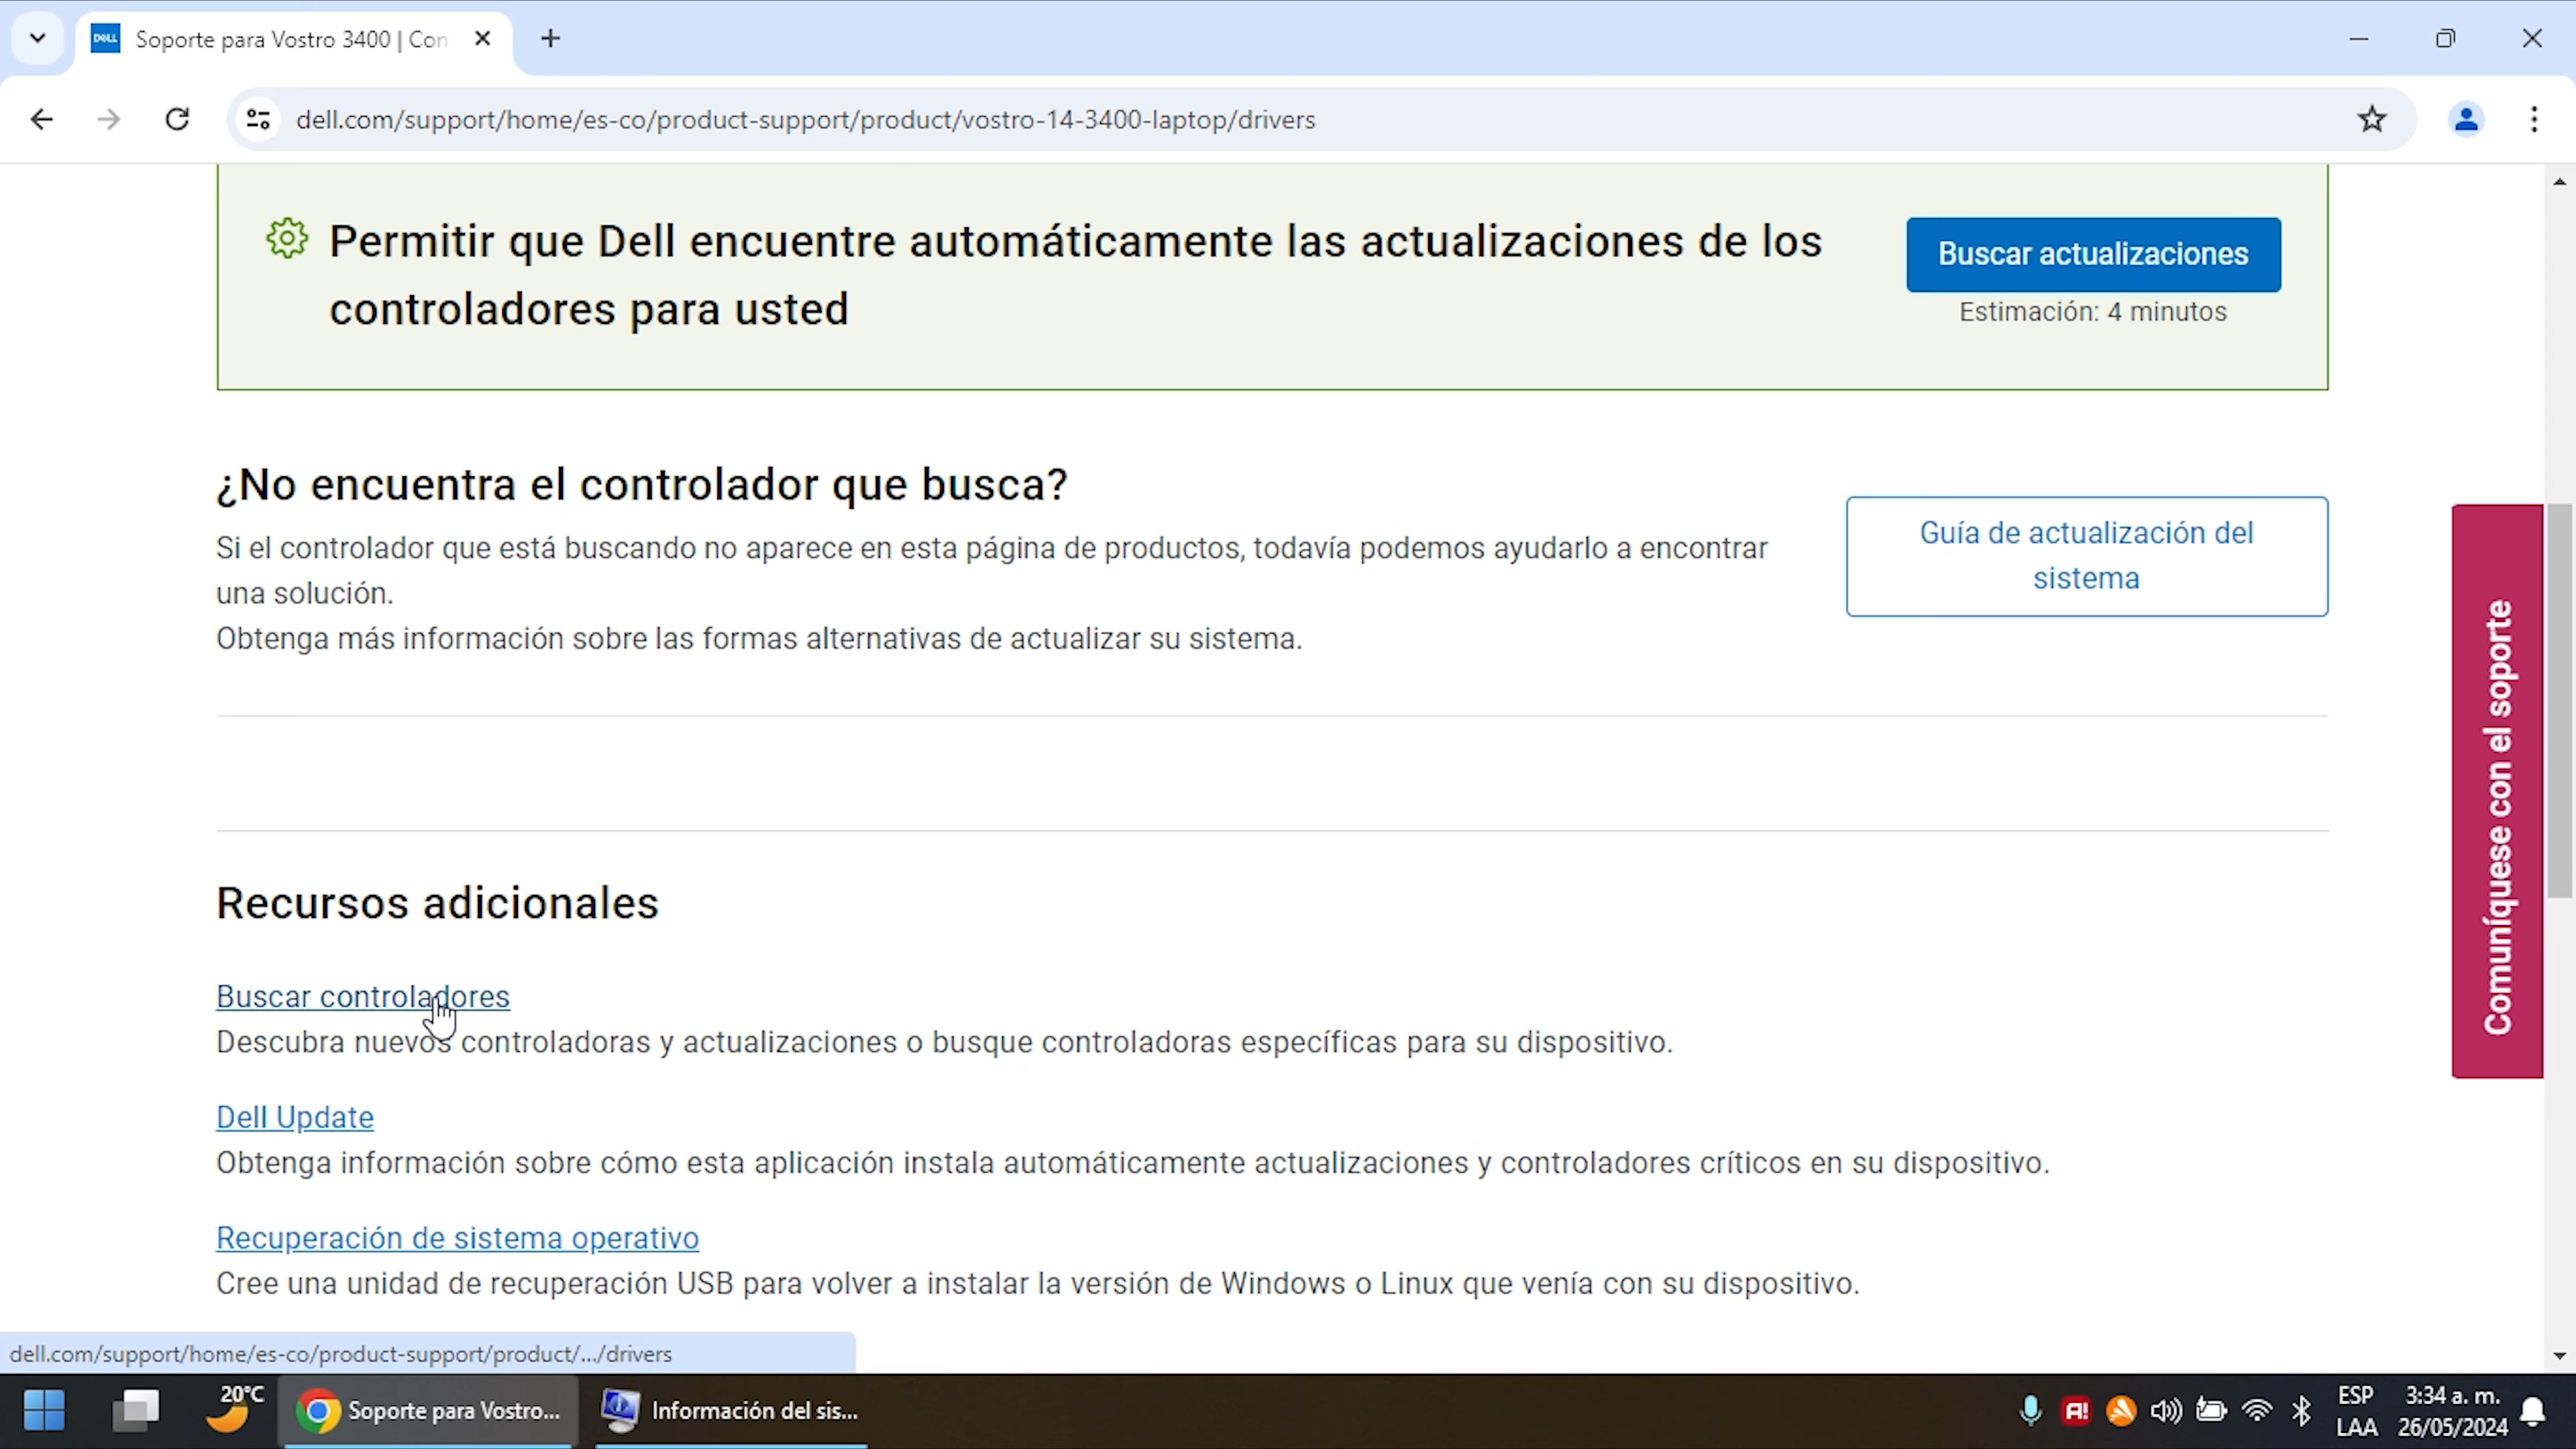 DELL Soporte para Vostro 3400 | Con
dell.com/support/home/es-co/product-support/product/vostro-14-3400-laptop/drivers
Permitir que Dell encuentre automáticamente las actualizaciones de los
controladores para usted
Buscar actualizaciones
Estimación: 4 minutos
¿No encuentra el controlador que busca?
Si el controlador que está buscando no aparece en esta página de productos, todavía podemos ayudarlo a encontrar
una solución.
Obtenga más información sobre las formas alternativas de actualizar su sistema.
Guía de actualización del
sistema
Comuníquese con el soporte
Recursos adicionales
Buscar controladores
Descubra nuevos controladoras y actualizaciones o busque controladoras específicas para su dispositivo.
Dell Update
Obtenga información sobre cómo esta aplicación instala automáticamente actualizaciones y controladores críticos en su dispositivo.
Recuperación de sistema operativo
Cree una unidad de recuperación USB para volver a instalar la versión de Windows o Linux que venía con su dispositivo.
dell.com/support/home/es-co/product-support/product/.../drivers
20°C
Soporte para Vostro...
Información del sis...
A!
ESP
LAA
3:34 a. m.
26/05/2024